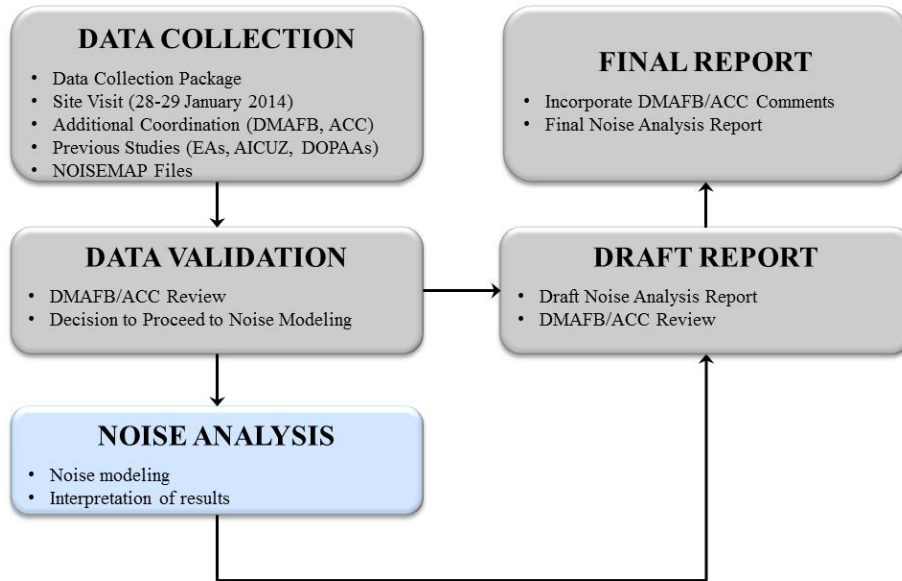 DATA COLLECTION
• Data Collection Package
• Site Visit (28-29 January 2014)
• Additional Coordination (DMAFB, ACC)
• Previous Studies (EAs, AICUZ, DOPAAs)
• NOISEMAP Files
DATA VALIDATION
• DMAFB/ACC Review
• Decision to Proceed to Noise Modeling
NOISE ANALYSIS
• Noise modeling
• Interpretation of results
DRAFT REPORT
• Draft Noise Analysis Report
• DMAFB/ACC Review
FINAL REPORT
• Incorporate DMAFB/ACC Comments
• Final Noise Analysis Report